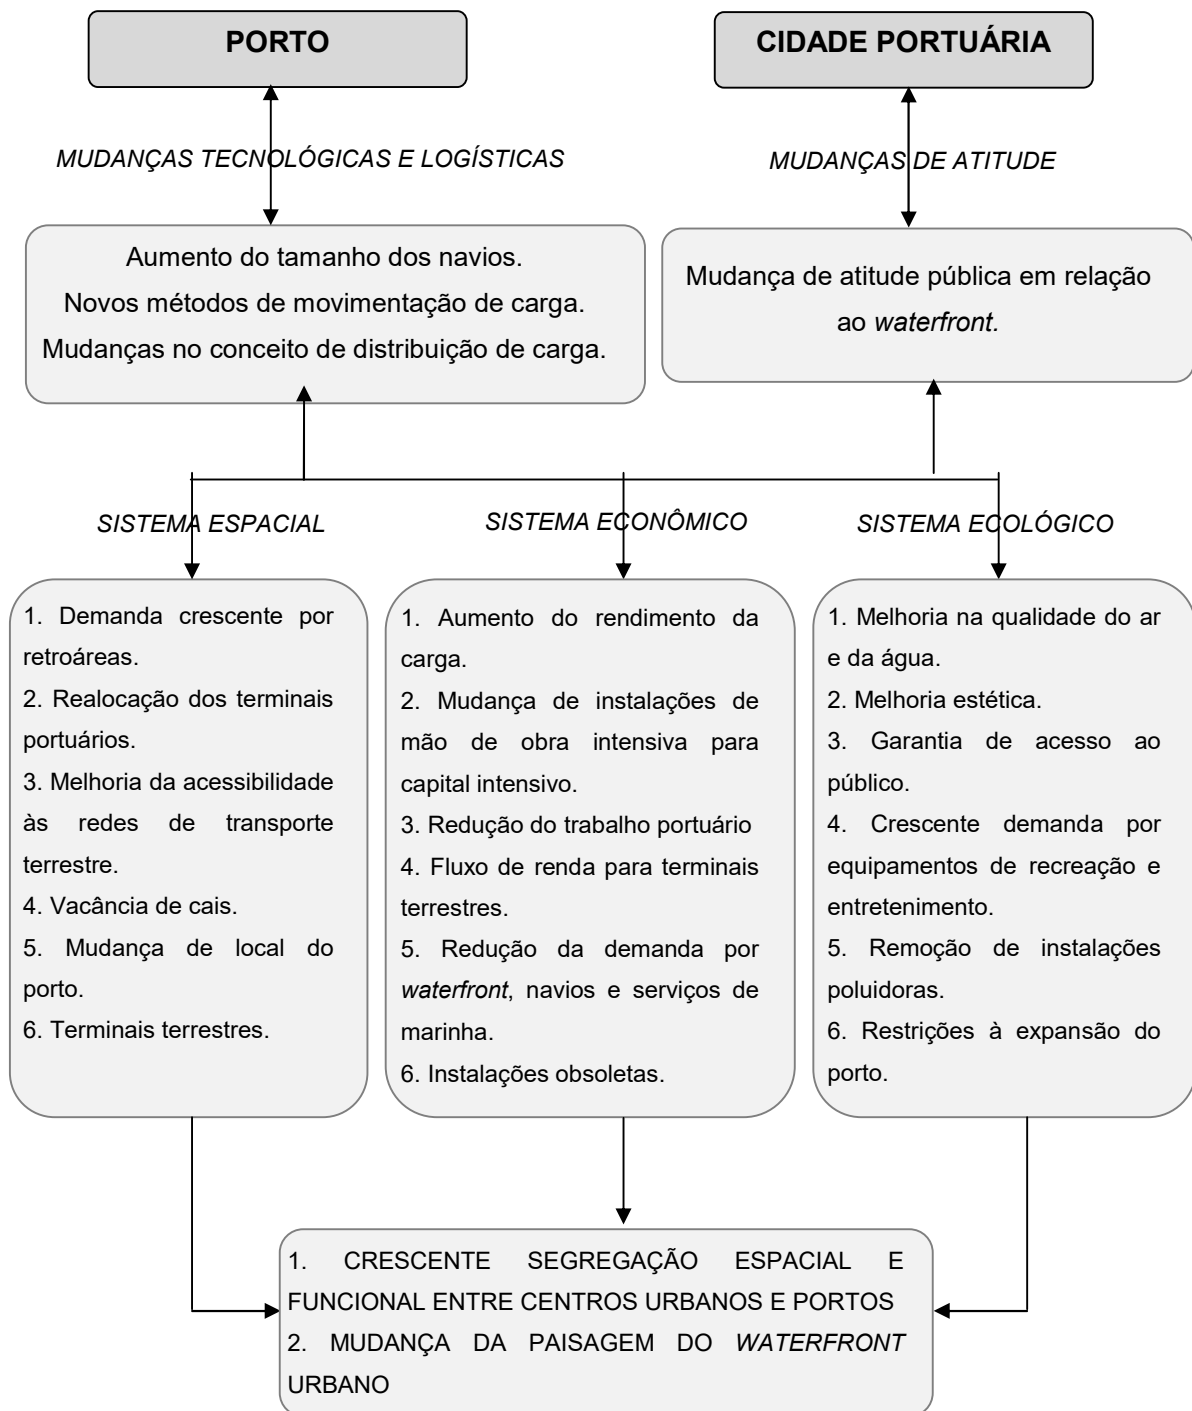 PORTO
CIDADE PORTUÁRIA
MUDANÇAS TECNOLÓGICAS E LOGÍSTICAS
MUDANÇAS DE ATITUDE
Aumento do tamanho dos navios.
Novos métodos de movimentação de carga.
Mudanças no conceito de distribuição de carga.
Mudança de atitude pública em relação
ao waterfront.
SISTEMA ESPACIAL
SISTEMA ECONÔMICO
SISTEMA ECOLÓGICO
1. Demanda crescente por
retroáreas.
2. Realocação dos terminais
portuários.
3. Melhoria da acessibilidade
às redes de transporte
terrestre.
4. Vacância de cais.
5. Mudança de local do
porto.
6. Terminais terrestres.
1. Aumento do rendimento da
carga.
2. Mudança de instalações de
mão de obra intensiva para
capital intensivo.
3. Redução do trabalho portuário
4. Fluxo de renda para terminais
terrestres.
5. Redução da demanda por
waterfront, navios e serviços de
marinha.
6. Instalações obsoletas.
1. Melhoria na qualidade do ar
e da água.
2. Melhoria estética.
3. Garantia de acesso ao
público.
4. Crescente demanda por
equipamentos de recreação e
entretenimento.
5. Remoção de instalações
poluidoras.
6. Restrições à expansão do
porto.
1. CRESCENTE SEGREGAÇÃO ESPACIAL E
FUNCIONAL ENTRE CENTROS URBANOS E PORTOS
2. MUDANÇA DA PAISAGEM DO WATERFRONT
URBANO